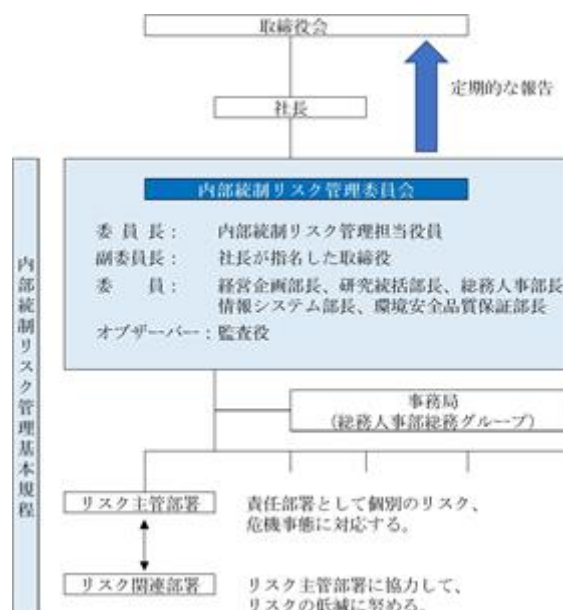 取締役会
定期的な報告
社長
内部統制リスク管理委員会
委員長： 内部統制リスク管理担当役員
副委員長： 社長が指名した取締役
委員： 経営企画部長、研究統括部長、総務人事部長
情報システム部長、環境安全品質保証部長
オブザーバー：監査役
内部統制リスク管理基本規程
事務局
（総務人事部総務グループ）
リスク主管部署
責任部署として個別のリスク、
危機事態に対応する。
リスク関連部署
リスク主管部署に協力して、
リスクの低減に努める。